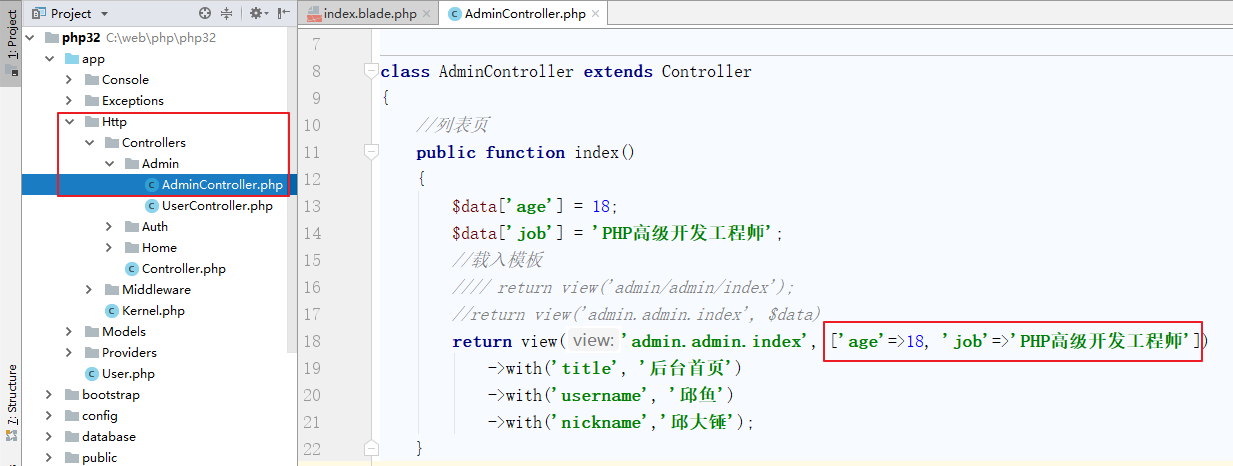 1: Project
7: Structure
Project
php32 C:\web\php\php32
app
Console
Exceptions
Http
Controllers
Admin
AdminController.php
UserController.php
Auth
Home
Controller.php
Middleware
Kernel.php
Models
Providers
User.php
bootstrap
config
database
public
index.blade.php
AdminController.php
7
8 class AdminController extends Controller
9 {
10 //列表页
11 public function index()
12 {
13 $data['age'] = 18;
14 $data['job'] = 'PHP高级开发工程师';
15 //载入模板
16 //// return view('admin/admin/index');
17 //return view('admin.admin.index', $data)
18 return view( view: 'admin.admin.index', ['age'=>18, 'job'=>'PHP高级开发工程师'])
19 ->with('title', '后台首页')
20 ->with('username', '邱鱼')
21 ->with('nickname','邱大锤');
22 }